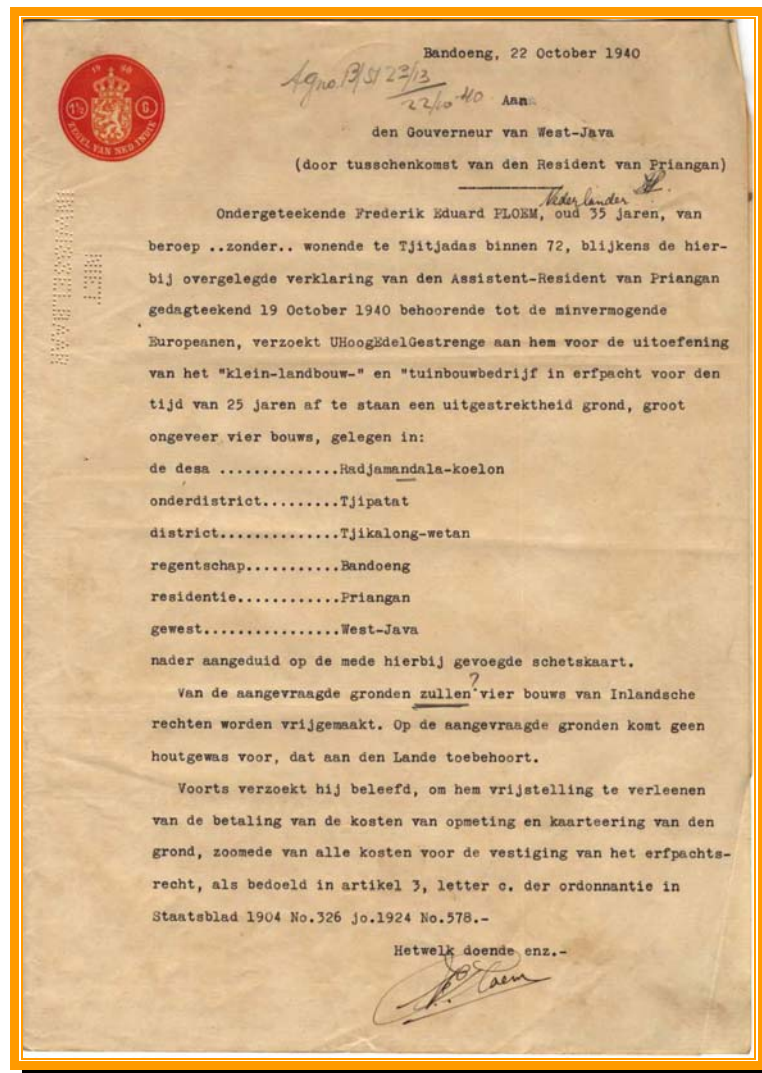 Bandoeng, 22 October 1940
Agno. B/SI 23/13
22/10-40 Aan
19 40
1½ G
ZEGEL VAN NED. INDIË
den Gouverneur van West-Java
(door tusschenkomst van den Resident van Priangan)
Nederlander
Ondergeteekende Frederik Eduard PLOEM, oud 35 jaren, van
beroep ..zonder.. wonende te Tjitjadas binnen 72, blijkens de hier-
bij overgelegde verklaring van den Assistent-Resident van Priangan
gedagteekend 19 October 1940 behoorende tot de minvermogende
Europeanen, verzoekt UHoogEdelGestrenge aan hem voor de uitoefening
van het "klein-landbouw-" en "tuinbouwbedrijf in erfpacht voor den
tijd van 25 jaren af te staan een uitgestrektheid grond, groot
ongeveer vier bouws, gelegen in:
de desa ..............Radjamandala-koelon
onderdistrict.........Tjipatat
district..............Tjikalong-wetan
regentschap...........Bandoeng
residentie............Priangan
gewest................West-Java
nader aangeduid op de mede hierbij gevoegde schetskaart.
Van de aangevraagde gronden zullen ? vier bouws van Inlandsche
rechten worden vrijgemaakt. Op de aangevraagde gronden komt geen
houtgewas voor, dat aan den Lande toebehoort.
Voorts verzoekt hij beleefd, om hem vrijstelling te verleenen
van de betaling van de kosten van opmeting en kaarteering van den
grond, zoomede van alle kosten voor de vestiging van het erfpachts-
recht, als bedoeld in artikel 3, letter c. der ordonnantie in
Staatsblad 1904 No.326 jo.1924 No.578.-
Hetwelk doende enz.-
Ploem